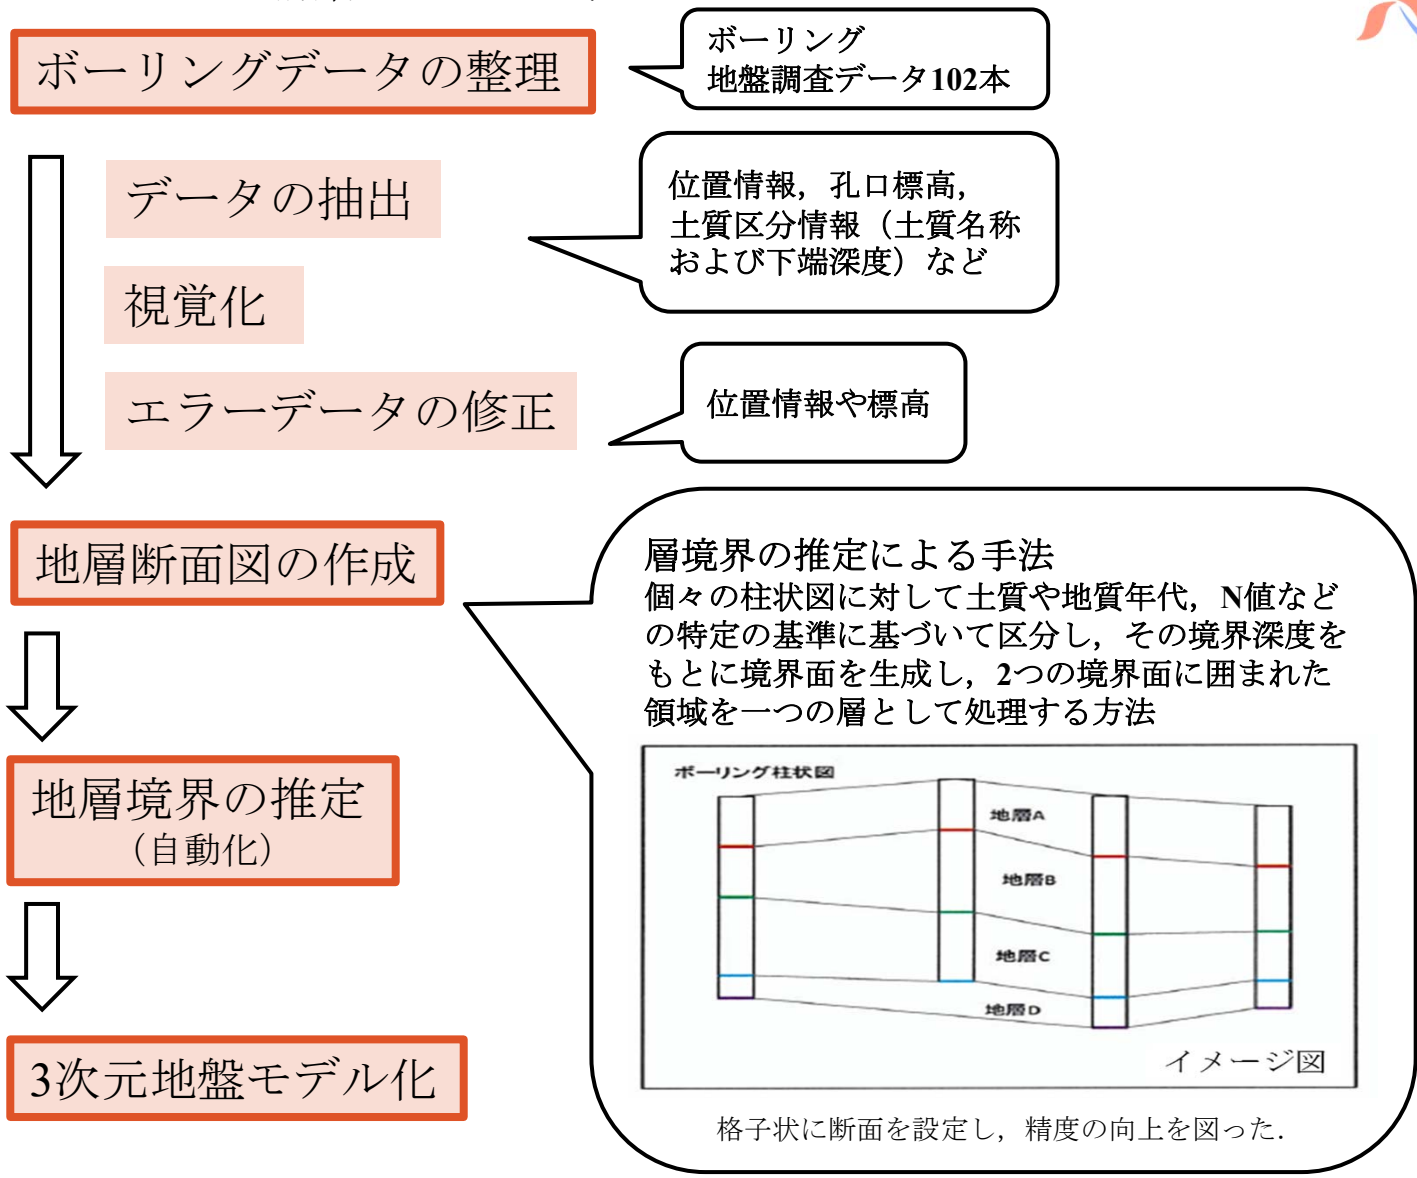 ボーリングデータの整理
ボーリング
地盤調査データ102本
データの抽出
位置情報，孔口標高，
土質区分情報（土質名称
および下端深度）など
視覚化
エラーデータの修正
位置情報や標高
地層断面図の作成
層境界の推定による手法
個々の柱状図に対して土質や地質年代，N値など
の特定の基準に基づいて区分し，その境界深度を
もとに境界面を生成し，2つの境界面に囲まれた
領域を一つの層として処理する方法
ボーリング柱状図
地層A
地層B
地層C
地層D
イメージ図
格子状に断面を設定し，精度の向上を図った．
地層境界の推定
（自動化）
3次元地盤モデル化